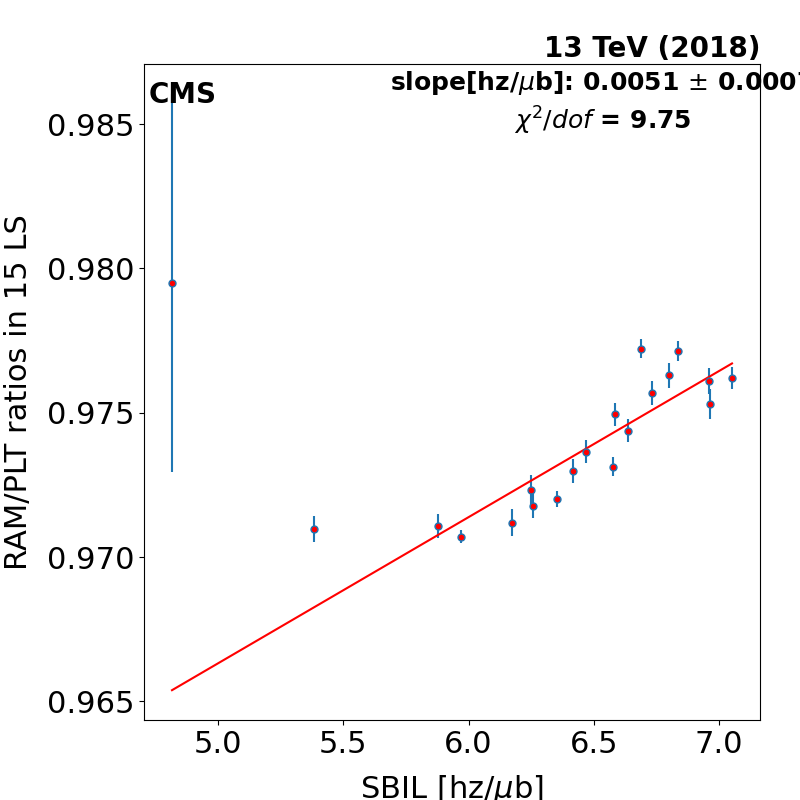 13 TeV (2018)
CMS
slope[hz/μb]: 0.0051 ± 0.0007
χ²/dof = 9.75
0.985
0.980
0.975
0.970
0.965
RAM/PLT ratios in 15 LS
5.0 5.5 6.0 6.5 7.0
SBIL [hz/μb]